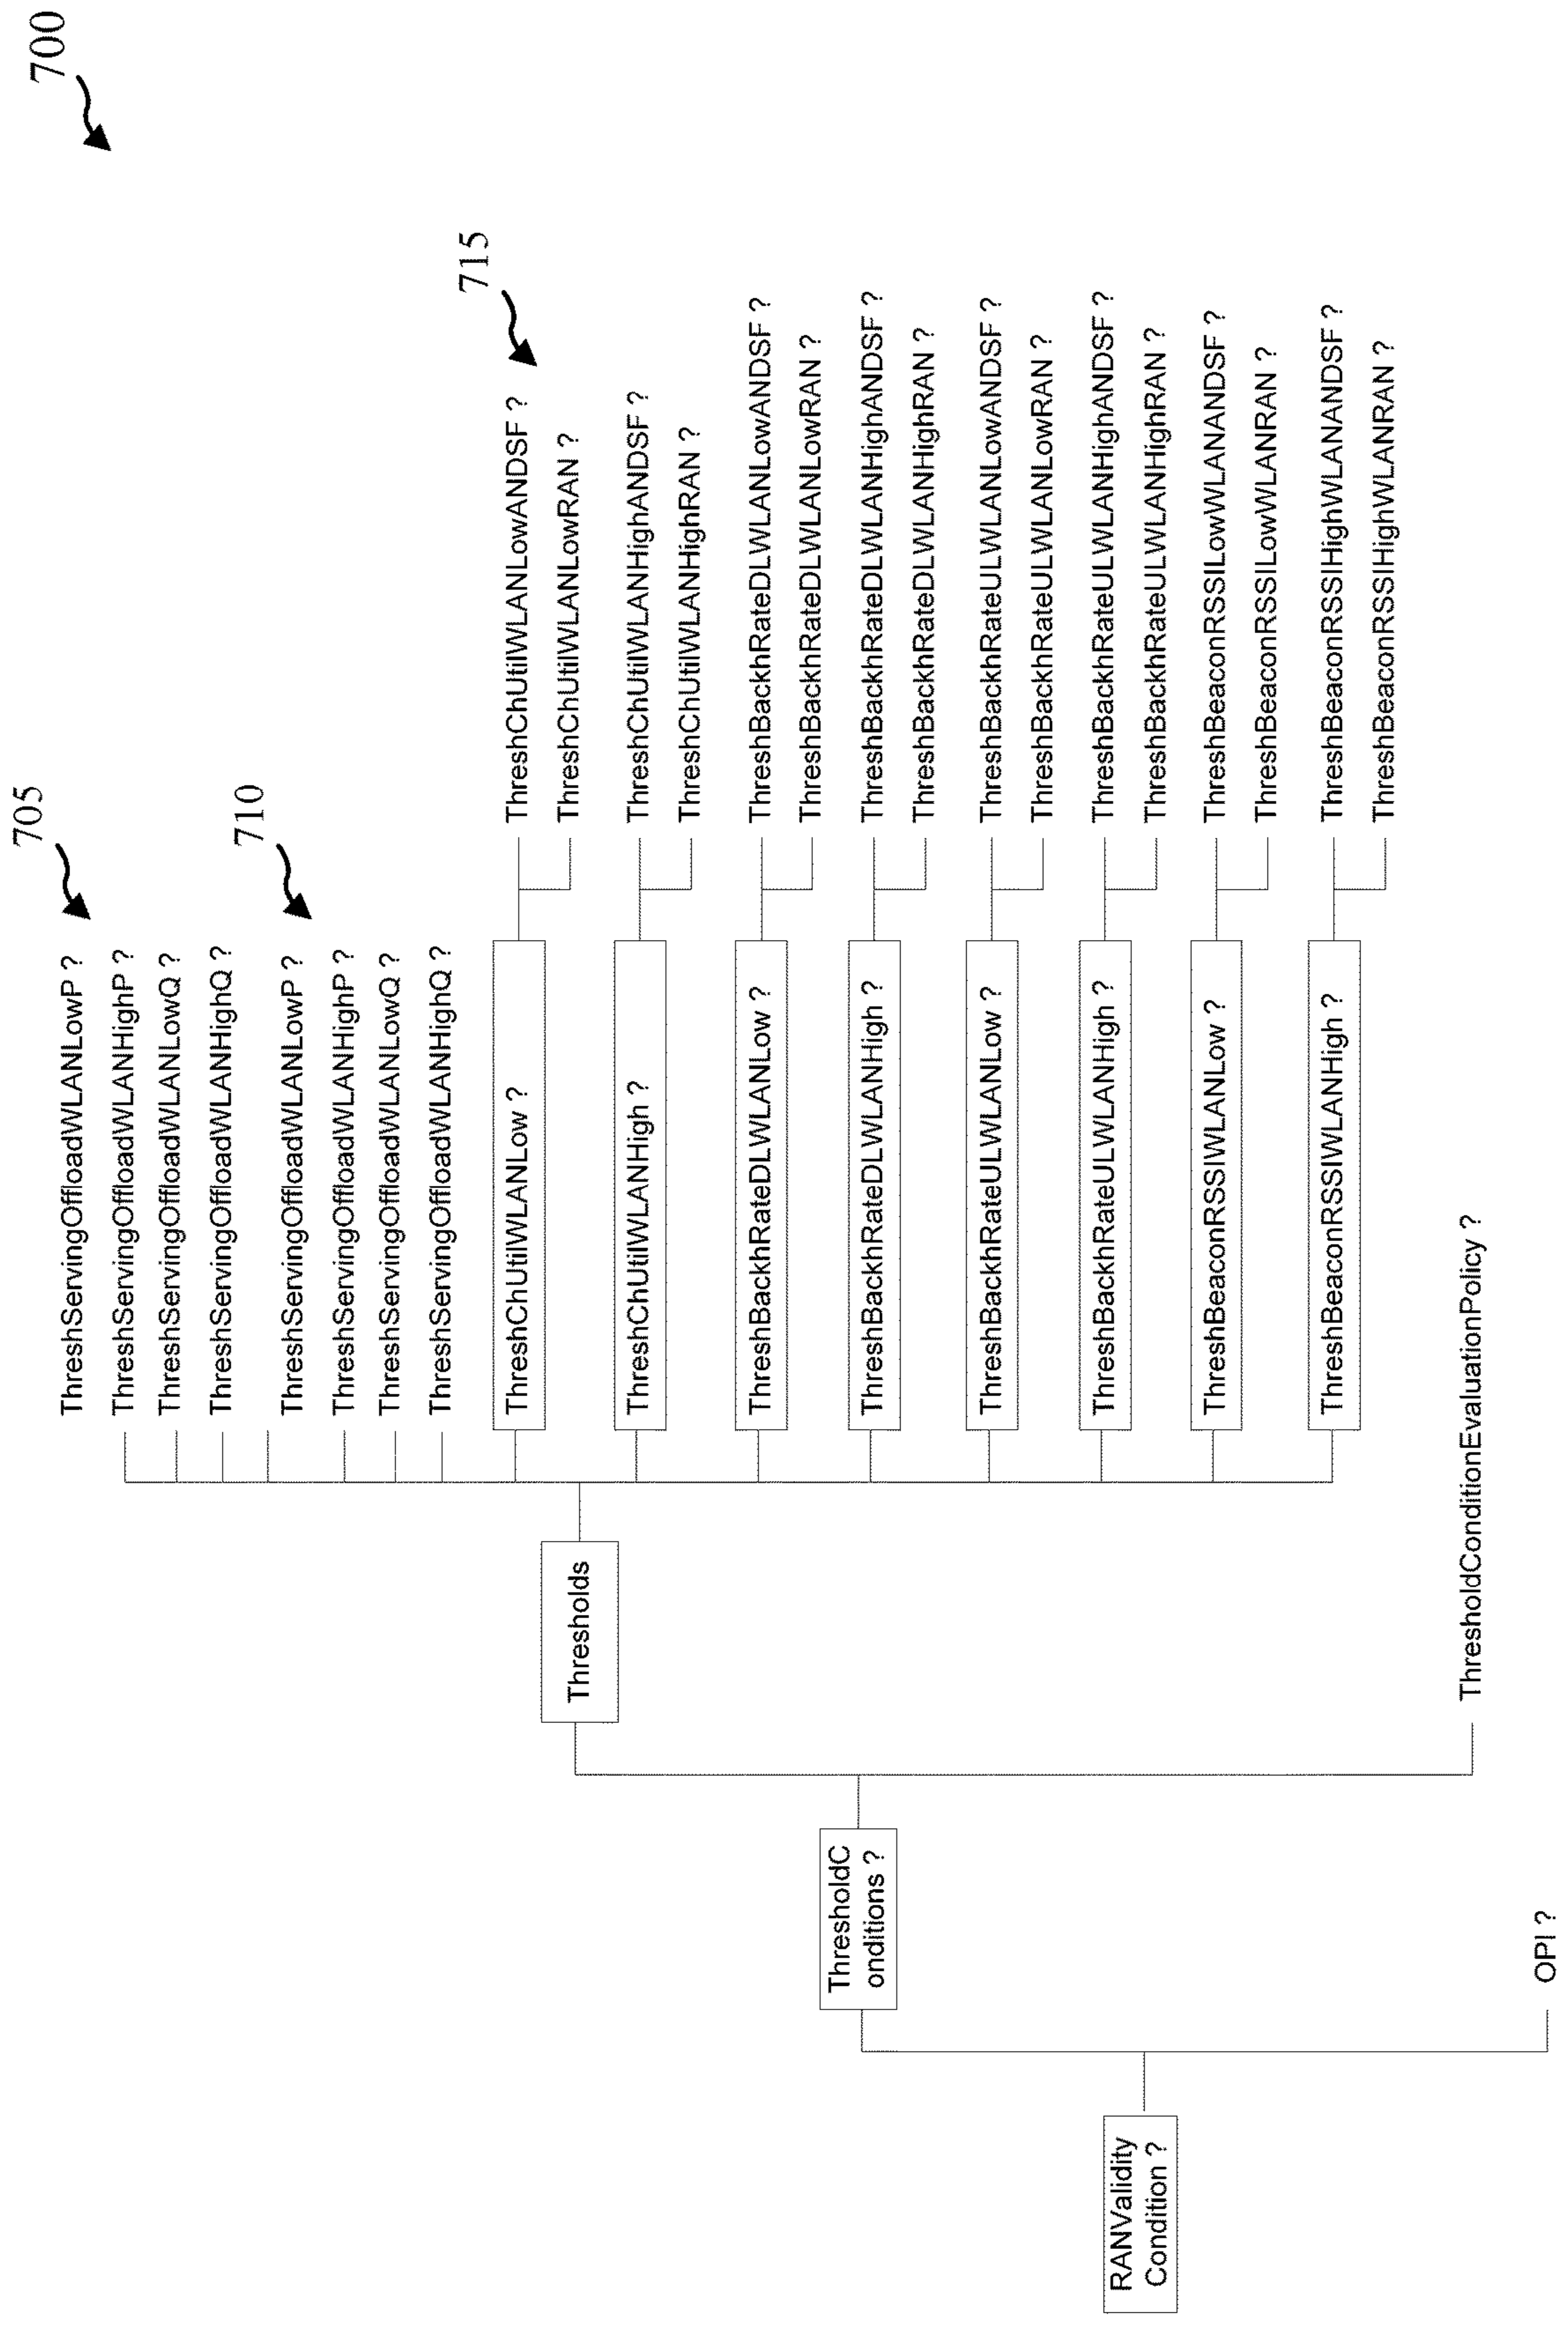 700
705
ThreshServingOffloadWLANLowP ?
ThreshServingOffloadWLANHighP ?
ThreshServingOffloadWLANLowQ ?
ThreshServingOffloadWLANHighQ ?
710
ThreshServingOffloadWLANLowP ?
ThreshServingOffloadWLANHighP ?
ThreshServingOffloadWLANLowQ ?
ThreshServingOffloadWLANHighQ ?
715
ThreshChUtilWLANLow ?
ThreshChUtilWLANLowANDSF ?
ThreshChUtilWLANLowRAN ?
Thresholds
ThreshChUtilWLANHigh ?
ThreshChUtilWLANHighANDSF ?
ThreshChUtilWLANHighRAN ?
ThreshBackhRateDLWLANLow ?
ThreshBackhRateDLWLANLowANDSF ?
ThreshBackhRateDLWLANLowRAN ?
ThresholdC
onditions ?
ThreshBackhRateDLWLANHigh ?
ThreshBackhRateDLWLANHighANDSF ?
ThreshBackhRateDLWLANHighRAN ?
ThreshBackhRateULWLANLow ?
ThreshBackhRateULWLANLowANDSF ?
ThreshBackhRateULWLANLowRAN ?
RANValidity
Condition ?
ThreshBackhRateULWLANHigh ?
ThreshBackhRateULWLANHighANDSF ?
ThreshBackhRateULWLANHighRAN ?
ThreshBeaconRSSIWLANLow ?
ThreshBeaconRSSILowWLANANDSF ?
ThreshBeaconRSSILowWLANRAN ?
ThreshBeaconRSSIWLANHigh ?
ThreshBeaconRSSIHighWLANANDSF ?
ThreshBeaconRSSIHighWLANRAN ?
ThresholdConditionEvaluationPolicy ?
OPI ?